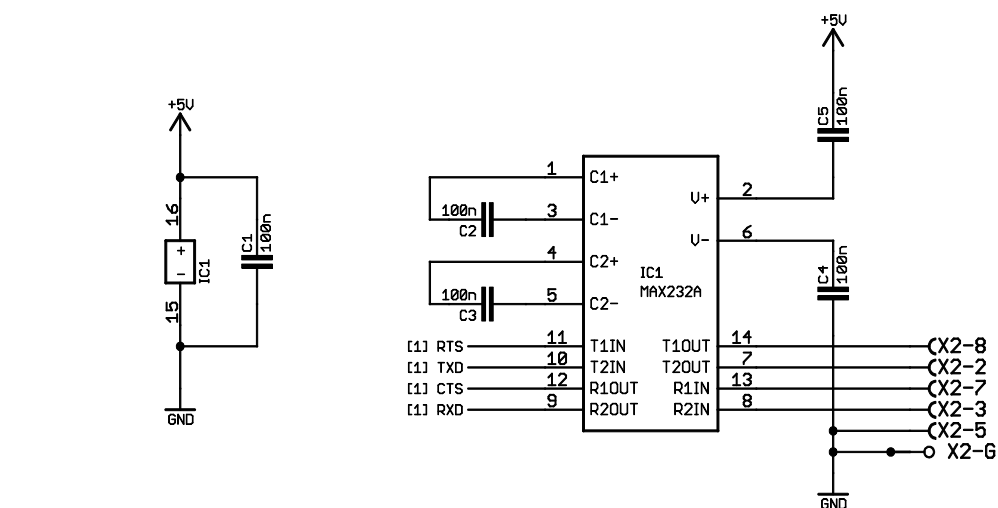 +5V
16
+
-
IC1
15
C1
100n
GND
1
C1+
100n
C2
3
C1-
4
C2+
100n
C3
5
C2-
[1] RTS
11
T1IN
[1] TXD
10
T2IN
[1] CTS
12
R1OUT
[1] RXD
9
R2OUT
IC1
MAX232A
+5V
C5
100n
V+
2
V-
6
C4
100n
T1OUT
14
X2-8
T2OUT
7
X2-2
R1IN
13
X2-7
R2IN
8
X2-3
X2-5
X2-G
GND